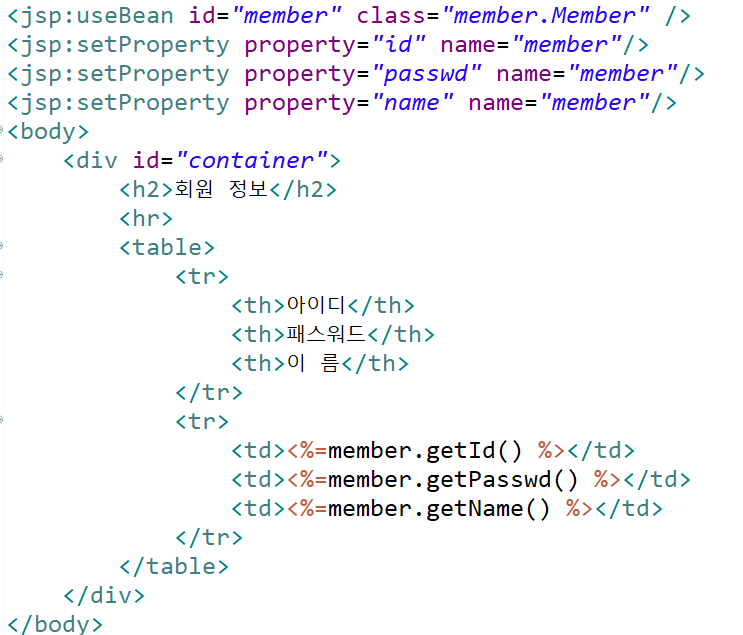 <jsp:useBean id="member" class="member.Member" />
<jsp:setProperty property="id" name="member"/>
<jsp:setProperty property="passwd" name="member"/>
<jsp:setProperty property="name" name="member"/>
<body>
    <div id="container">
        <h2>회원 정보</h2>
        <hr>
        <table>
            <tr>
                <th>아이디</th>
                <th>패스워드</th>
                <th>이 름</th>
            </tr>
            <tr>
                <td><%=member.getId() %></td>
                <td><%=member.getPasswd() %></td>
                <td><%=member.getName() %></td>
            </tr>
        </table>
    </div>
</body>